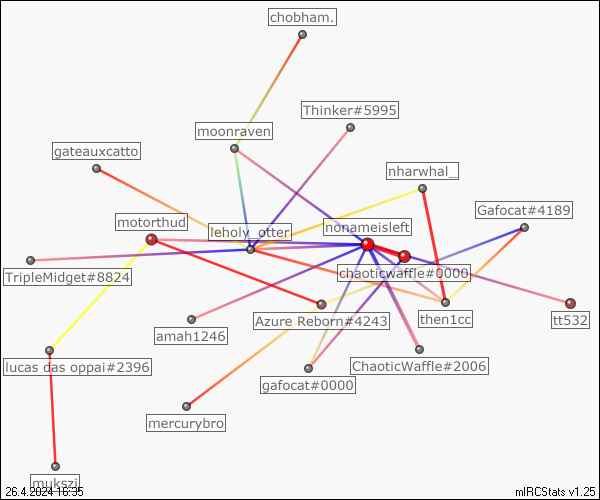 chobham.
Thinker#5995
moonraven
gateauxcatto
nharwhal_
Gafocat#4189
motorthud
nonameisleft
leholy_otter
TripleMidget#8824
chaoticwaffle#0000
Azure Reborn#4243
then1cc
tt532
amah1246
lucas das oppai#2396
ChaoticWaffle#2006
gafocat#0000
mercurybro
mukszi
26.4.2024 16:35
mIRCStats v1.25